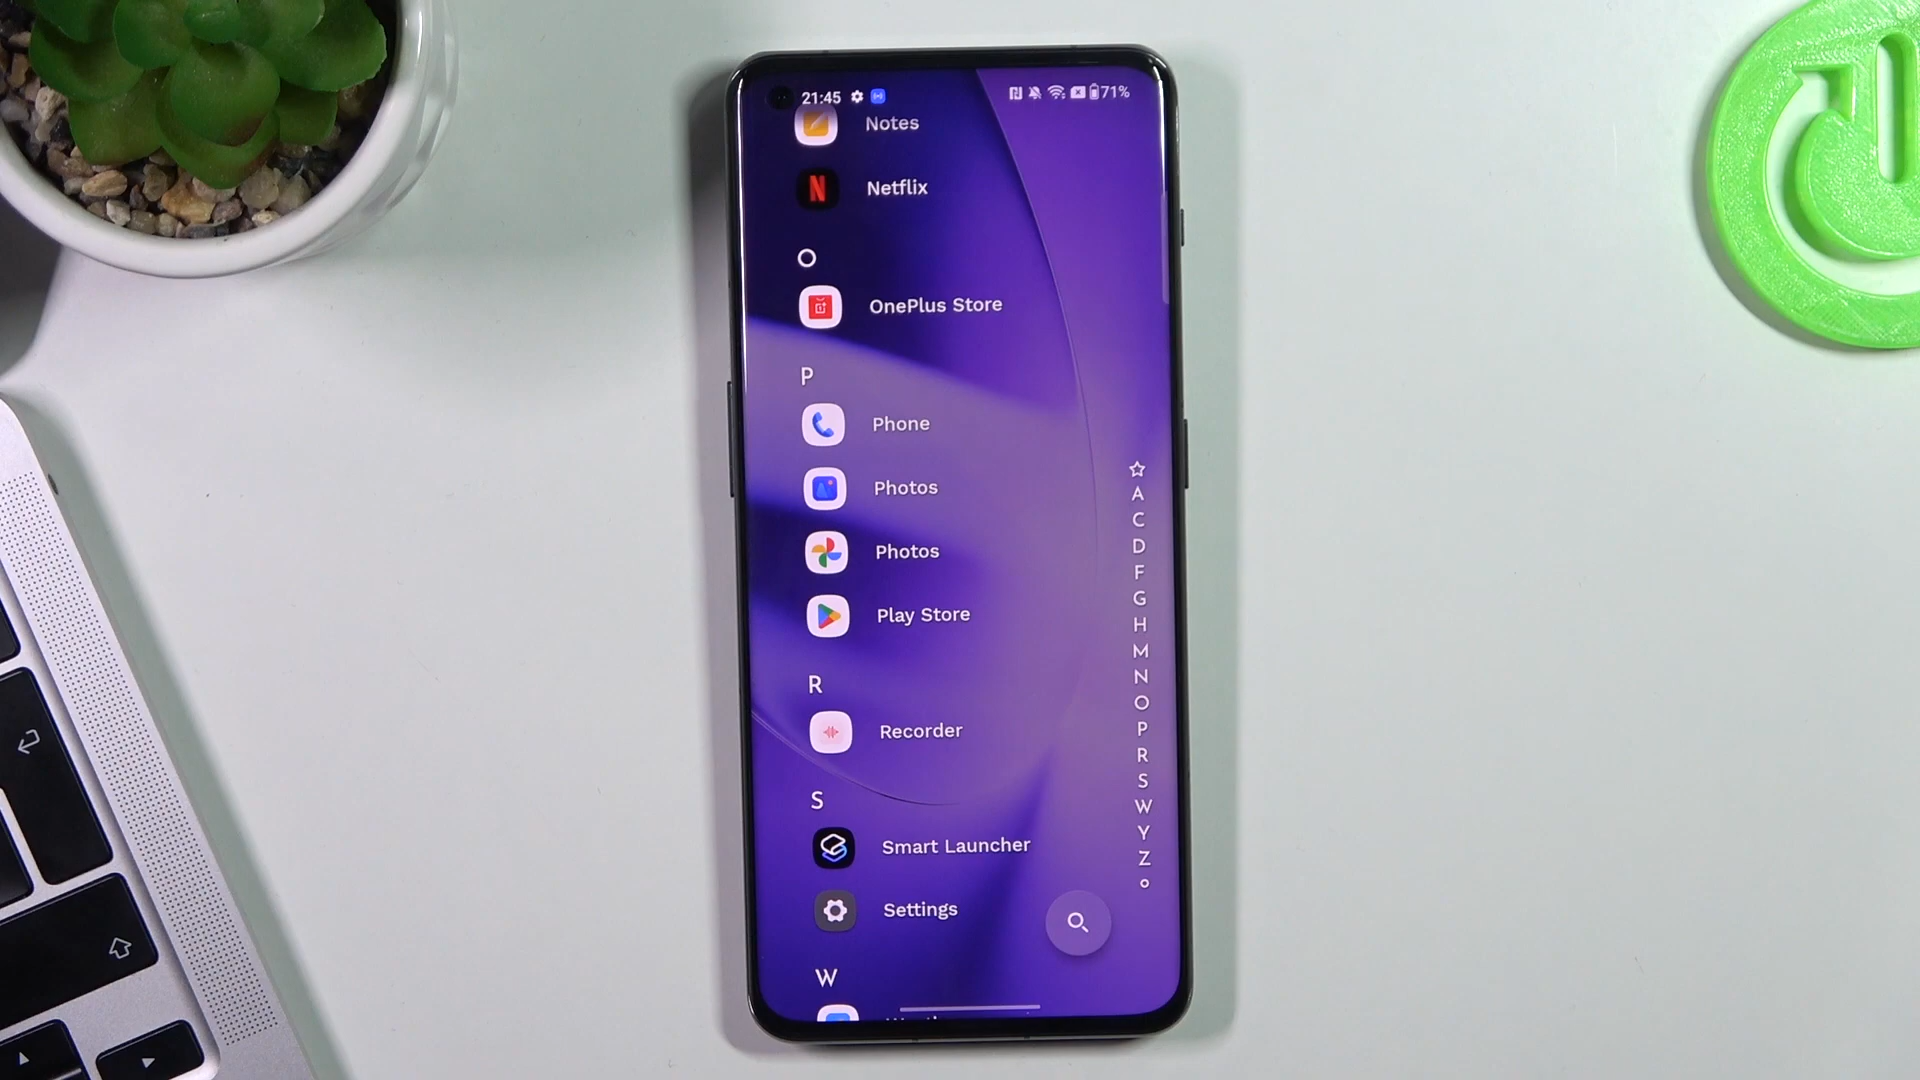 21:45 71%
Notes
Netflix
O
OnePlus Store
P
Phone
Photos
Photos
Play Store
R
Recorder
S
Smart Launcher
Settings
W
A
C
D
F
G
H
M
N
O
P
R
S
W
Y
Z